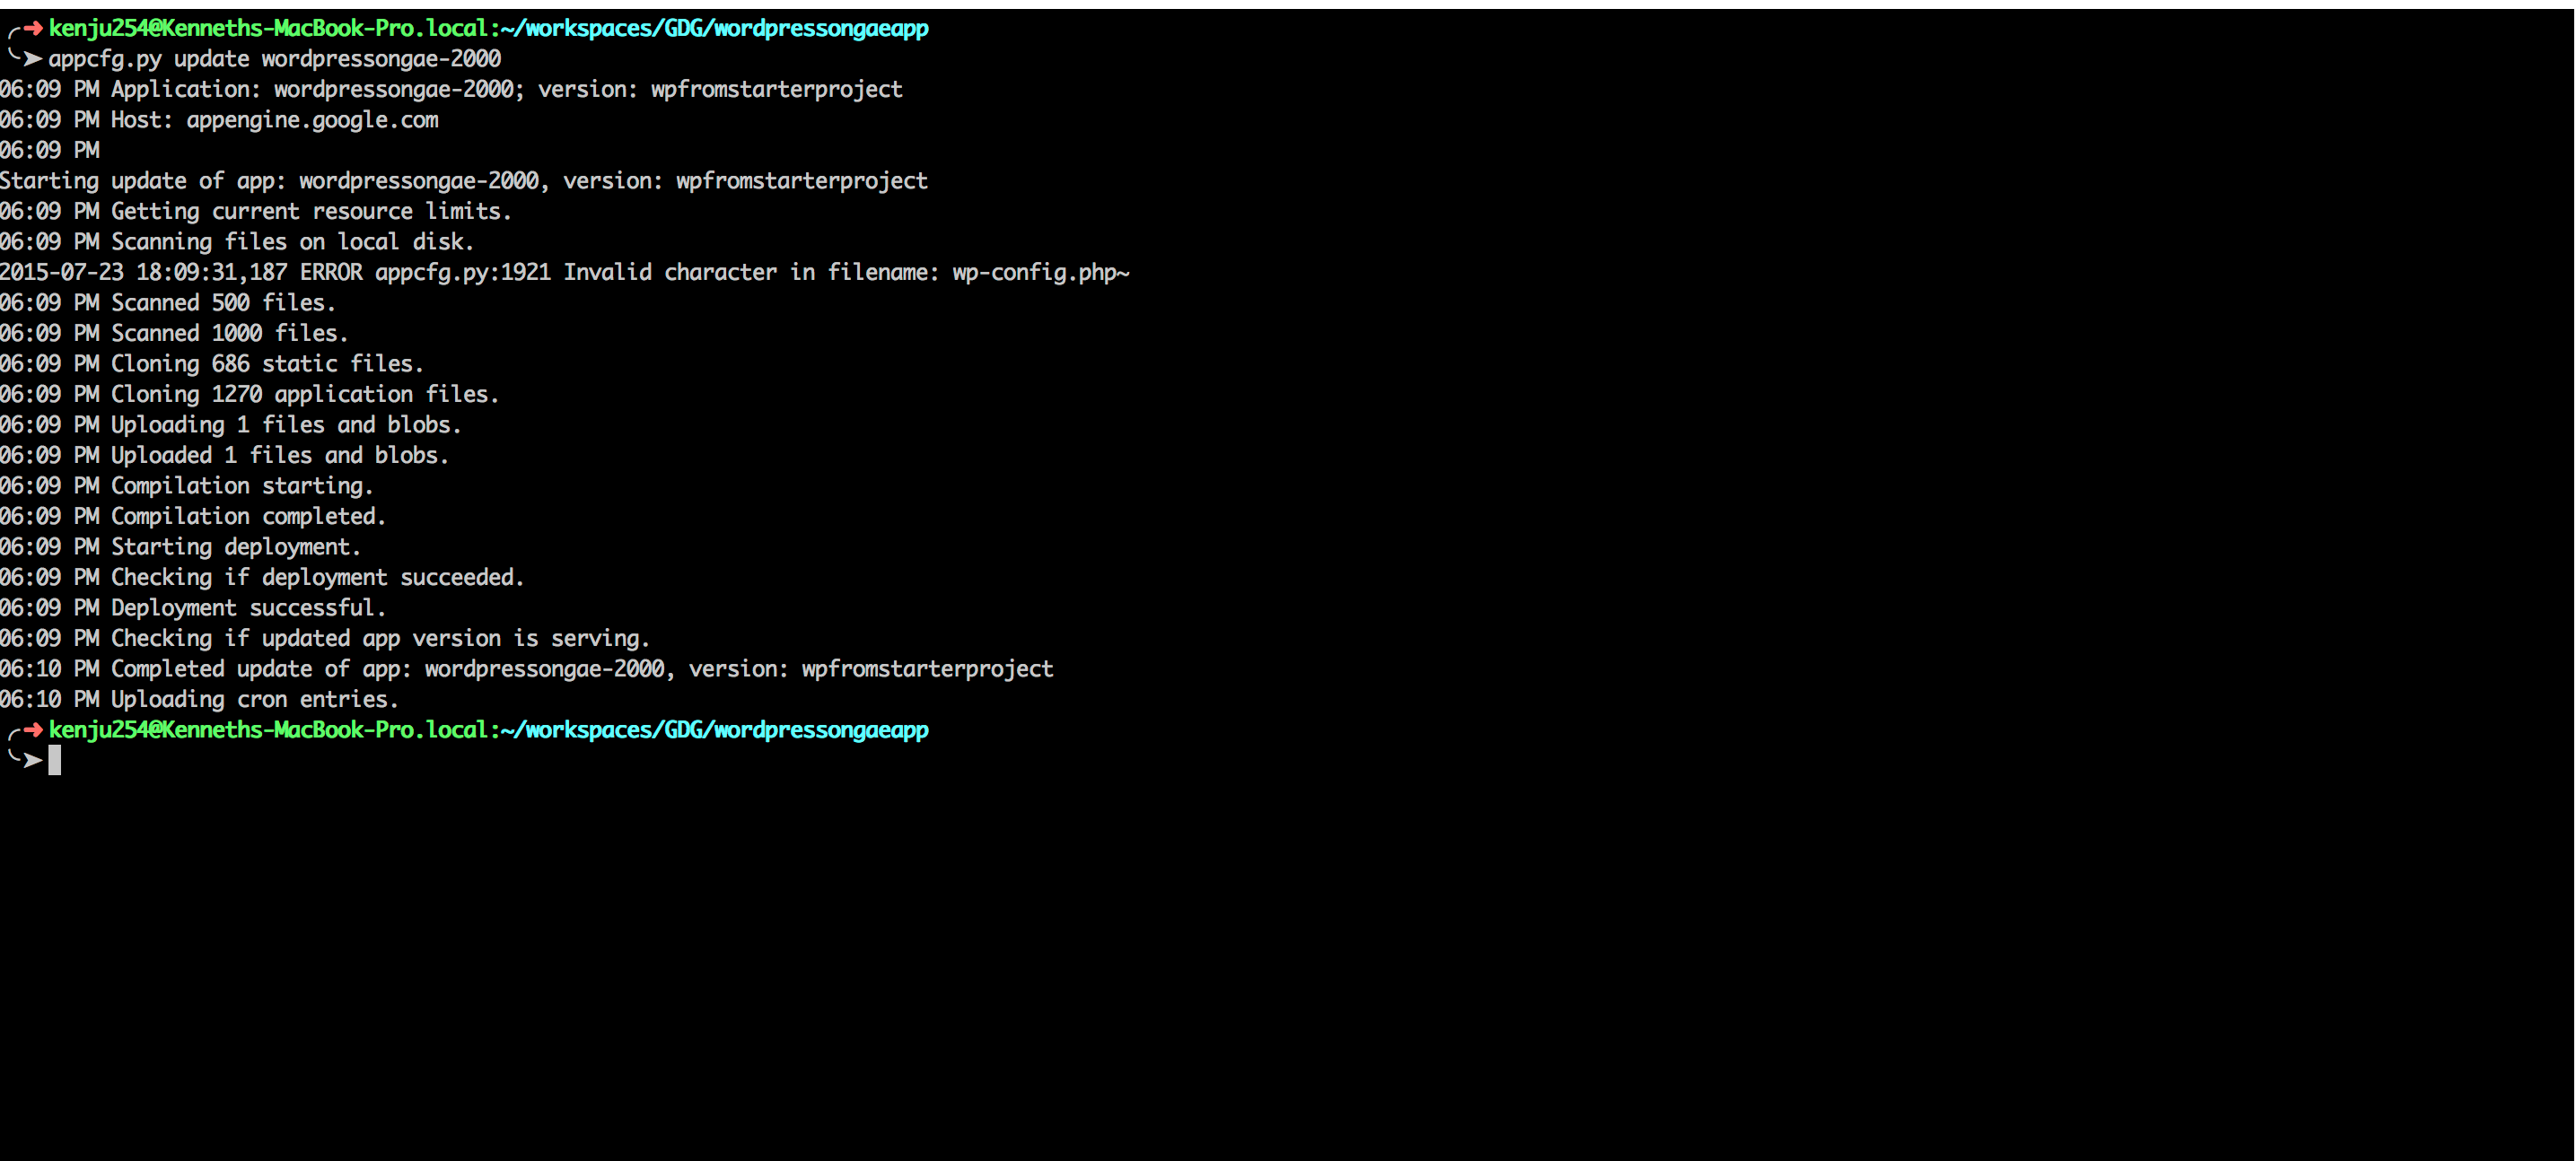 ╭─➜ kenju254@Kenneths-MacBook-Pro.local:~/workspaces/GDG/wordpressongaeapp
╰─➤ appcfg.py update wordpressongae-2000
06:09 PM Application: wordpressongae-2000; version: wpfromstarterproject
06:09 PM Host: appengine.google.com
06:09 PM
Starting update of app: wordpressongae-2000, version: wpfromstarterproject
06:09 PM Getting current resource limits.
06:09 PM Scanning files on local disk.
2015-07-23 18:09:31,187 ERROR appcfg.py:1921 Invalid character in filename: wp-config.php~
06:09 PM Scanned 500 files.
06:09 PM Scanned 1000 files.
06:09 PM Cloning 686 static files.
06:09 PM Cloning 1270 application files.
06:09 PM Uploading 1 files and blobs.
06:09 PM Uploaded 1 files and blobs.
06:09 PM Compilation starting.
06:09 PM Compilation completed.
06:09 PM Starting deployment.
06:09 PM Checking if deployment succeeded.
06:09 PM Deployment successful.
06:09 PM Checking if updated app version is serving.
06:10 PM Completed update of app: wordpressongae-2000, version: wpfromstarterproject
06:10 PM Uploading cron entries.
╭─➜ kenju254@Kenneths-MacBook-Pro.local:~/workspaces/GDG/wordpressongaeapp
╰─➤